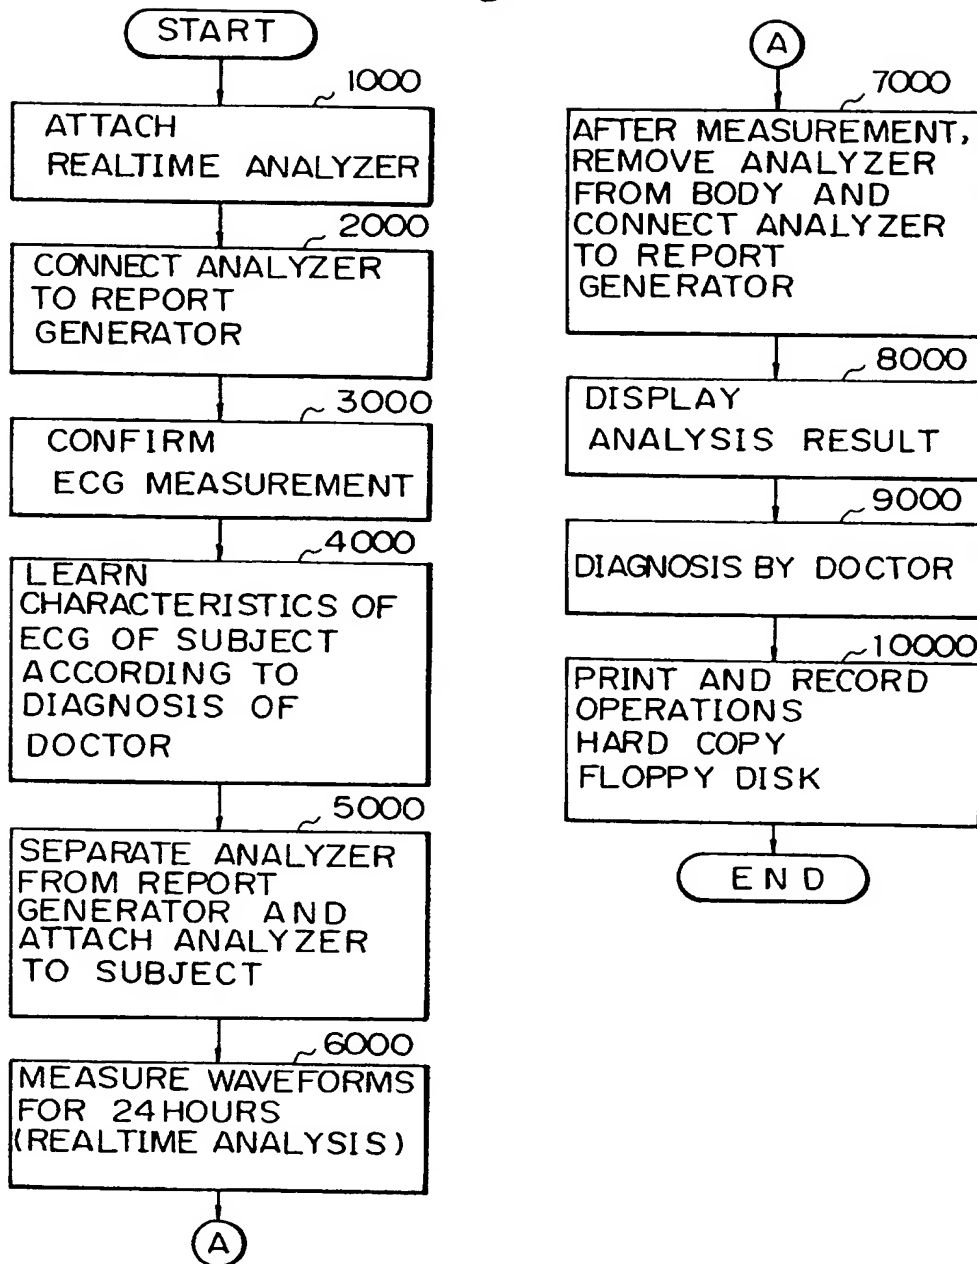 START
1000
ATTACH
REALTIME ANALYZER
2000
CONNECT ANALYZER
TO REPORT
GENERATOR
3000
CONFIRM
ECG MEASUREMENT
4000
LEARN
CHARACTERISTICS OF
ECG OF SUBJECT
ACCORDING TO
DIAGNOSIS OF
DOCTOR
5000
SEPARATE ANALYZER
FROM REPORT
GENERATOR AND
ATTACH ANALYZER
TO SUBJECT
6000
MEASURE WAVEFORMS
FOR 24 HOURS
(REALTIME ANALYSIS)
A
A
7000
AFTER MEASUREMENT,
REMOVE ANALYZER
FROM BODY AND
CONNECT ANALYZER
TO REPORT
GENERATOR
8000
DISPLAY
ANALYSIS RESULT
9000
DIAGNOSIS BY DOCTOR
10000
PRINT AND RECORD
OPERATIONS
HARD COPY
FLOPPY DISK
END